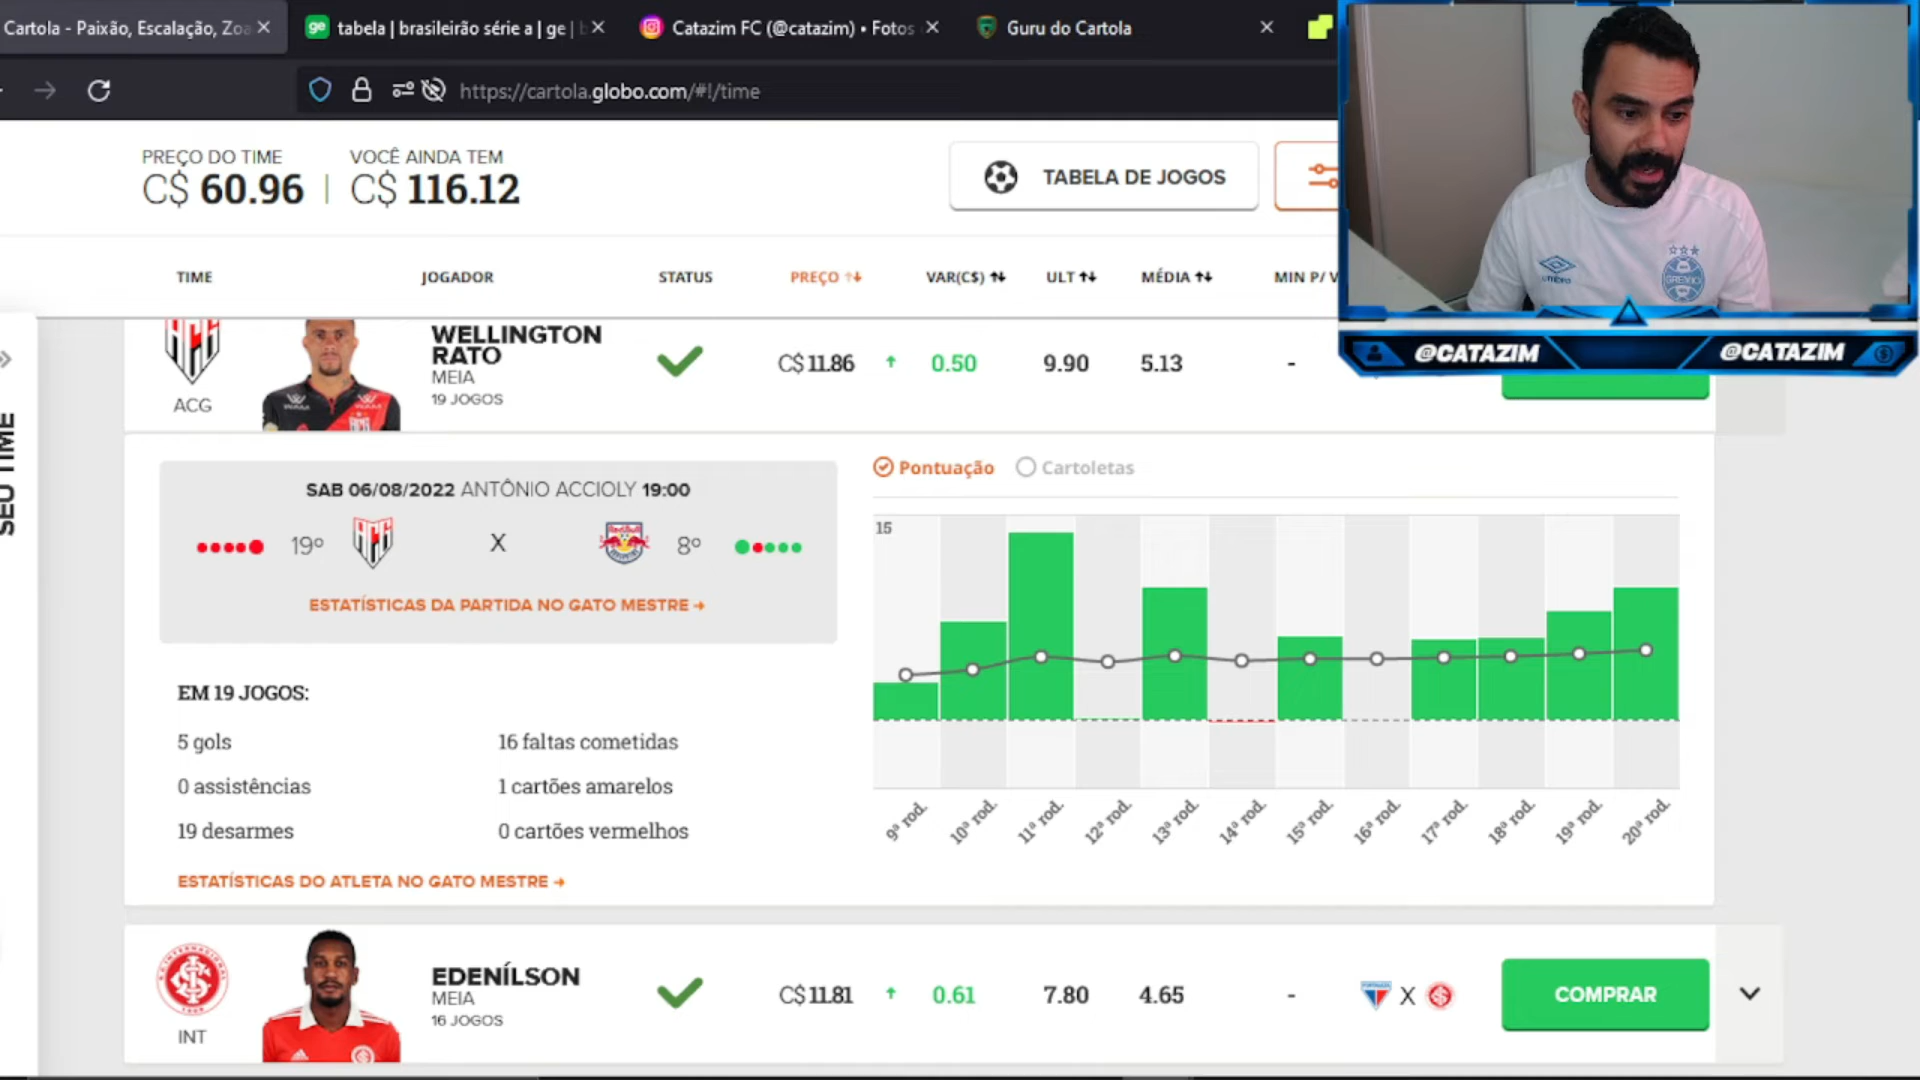 Cartola - Paixão, Escalação, Zoa
ge tabela | brasileirão série a | ge |
Catazim FC (@catazim) • Fotos
Guru do Cartola
https://cartola.globo.com/#!/time
PREÇO DO TIME
C$ 60.96
VOCÊ AINDA TEM
C$ 116.12
TABELA DE JOGOS
UMBRO
GREMIO
@CATAZIM
@CATAZIM
TIME JOGADOR STATUS PREÇO VAR(C$) ULT MÉDIA MIN P/ V
SEU TIME
ACG
WELLINGTON
RATO
MEIA
19 JOGOS
C$ 11.86 0.50 9.90 5.13 -
SAB 06/08/2022 ANTÔNIO ACCIOLY 19:00
19º X 8º
ESTATÍSTICAS DA PARTIDA NO GATO MESTRE
EM 19 JOGOS:
5 gols
16 faltas cometidas
0 assistências
1 cartões amarelos
19 desarmes
0 cartões vermelhos
ESTATÍSTICAS DO ATLETA NO GATO MESTRE
Pontuação Cartoletas
15
9ª rod. 10ª rod. 11ª rod. 12ª rod. 13ª rod. 14ª rod. 15ª rod. 16ª rod. 17ª rod. 18ª rod. 19ª rod. 20ª rod.
INT
EDENÍLSON
MEIA
16 JOGOS
C$ 11.81 0.61 7.80 4.65 - X
COMPRAR